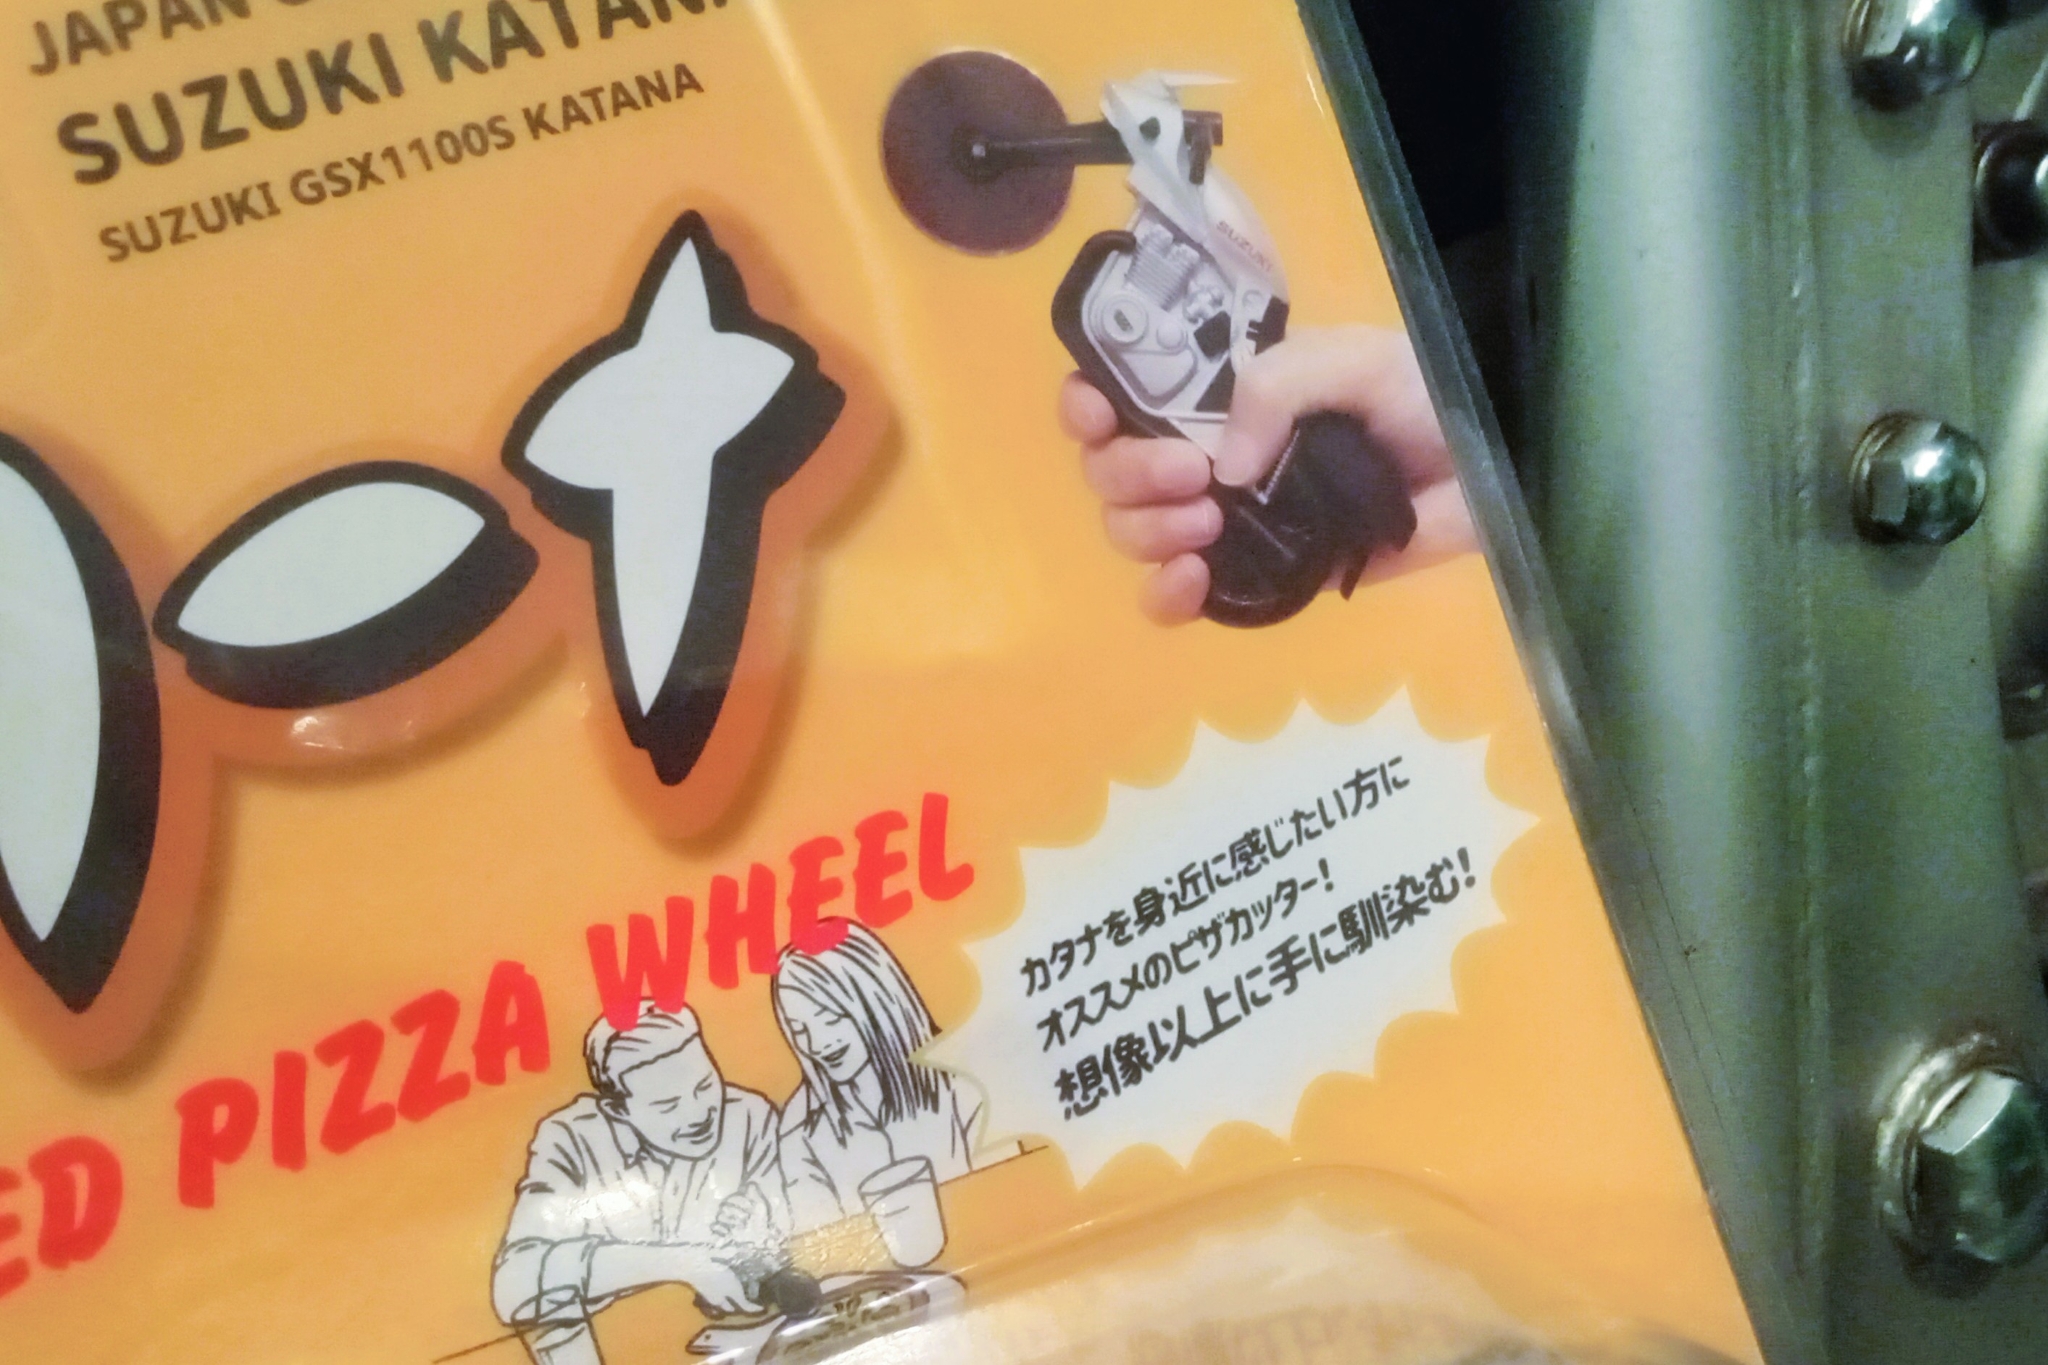 JAPAN
SUZUKI KATANA
SUZUKI GSX1100S KATANA
SUZUKI
PIZZA WHEEL
カタナを身近に感じたい方に
オススメのピザカッター!
想像以上に手に馴染む!